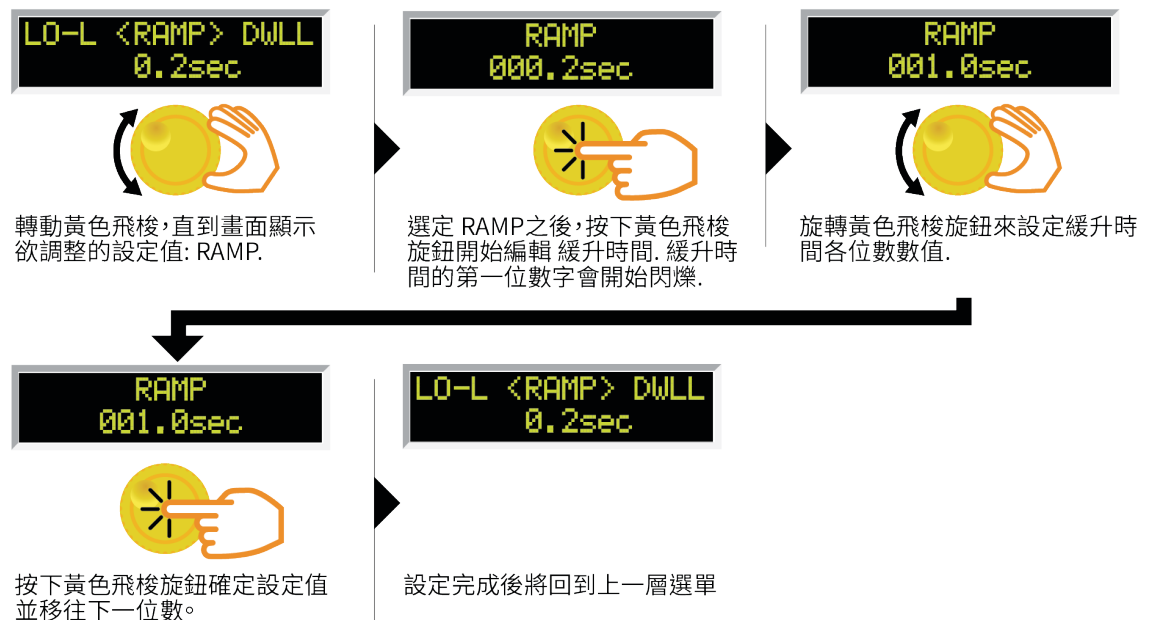 LO-L <RAMP> DWLL
0.2sec
轉動黃色飛梭,直到畫面顯示
欲調整的設定值: RAMP.
RAMP
000.2sec
選定 RAMP之後,按下黃色飛梭
旋鈕開始編輯 緩升時間. 緩升時
間的第一位數字會開始閃爍.
RAMP
001.0sec
旋轉黃色飛梭旋鈕來設定緩升時
間各位數數值.
RAMP
001.0sec
按下黃色飛梭旋鈕確定設定值
並移往下一位數。
LO-L <RAMP> DWLL
0.2sec
設定完成後將回到上一層選單